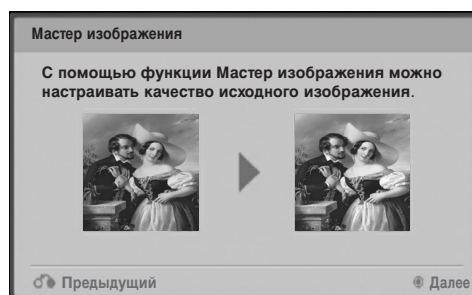 Мастер изображения
С помощью функции Мастер изображения можно
настраивать качество исходного изображения.
Предыдущий
Далее